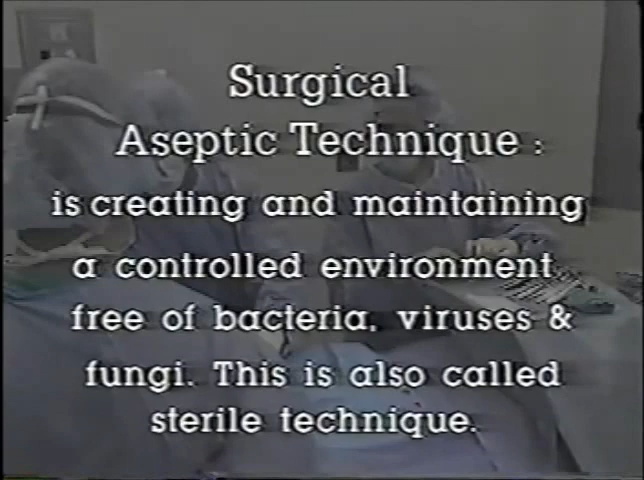 Surgical
Aseptic Technique :
is creating and maintaining
a controlled environment
free of bacteria, viruses &
fungi. This is also called
sterile technique.